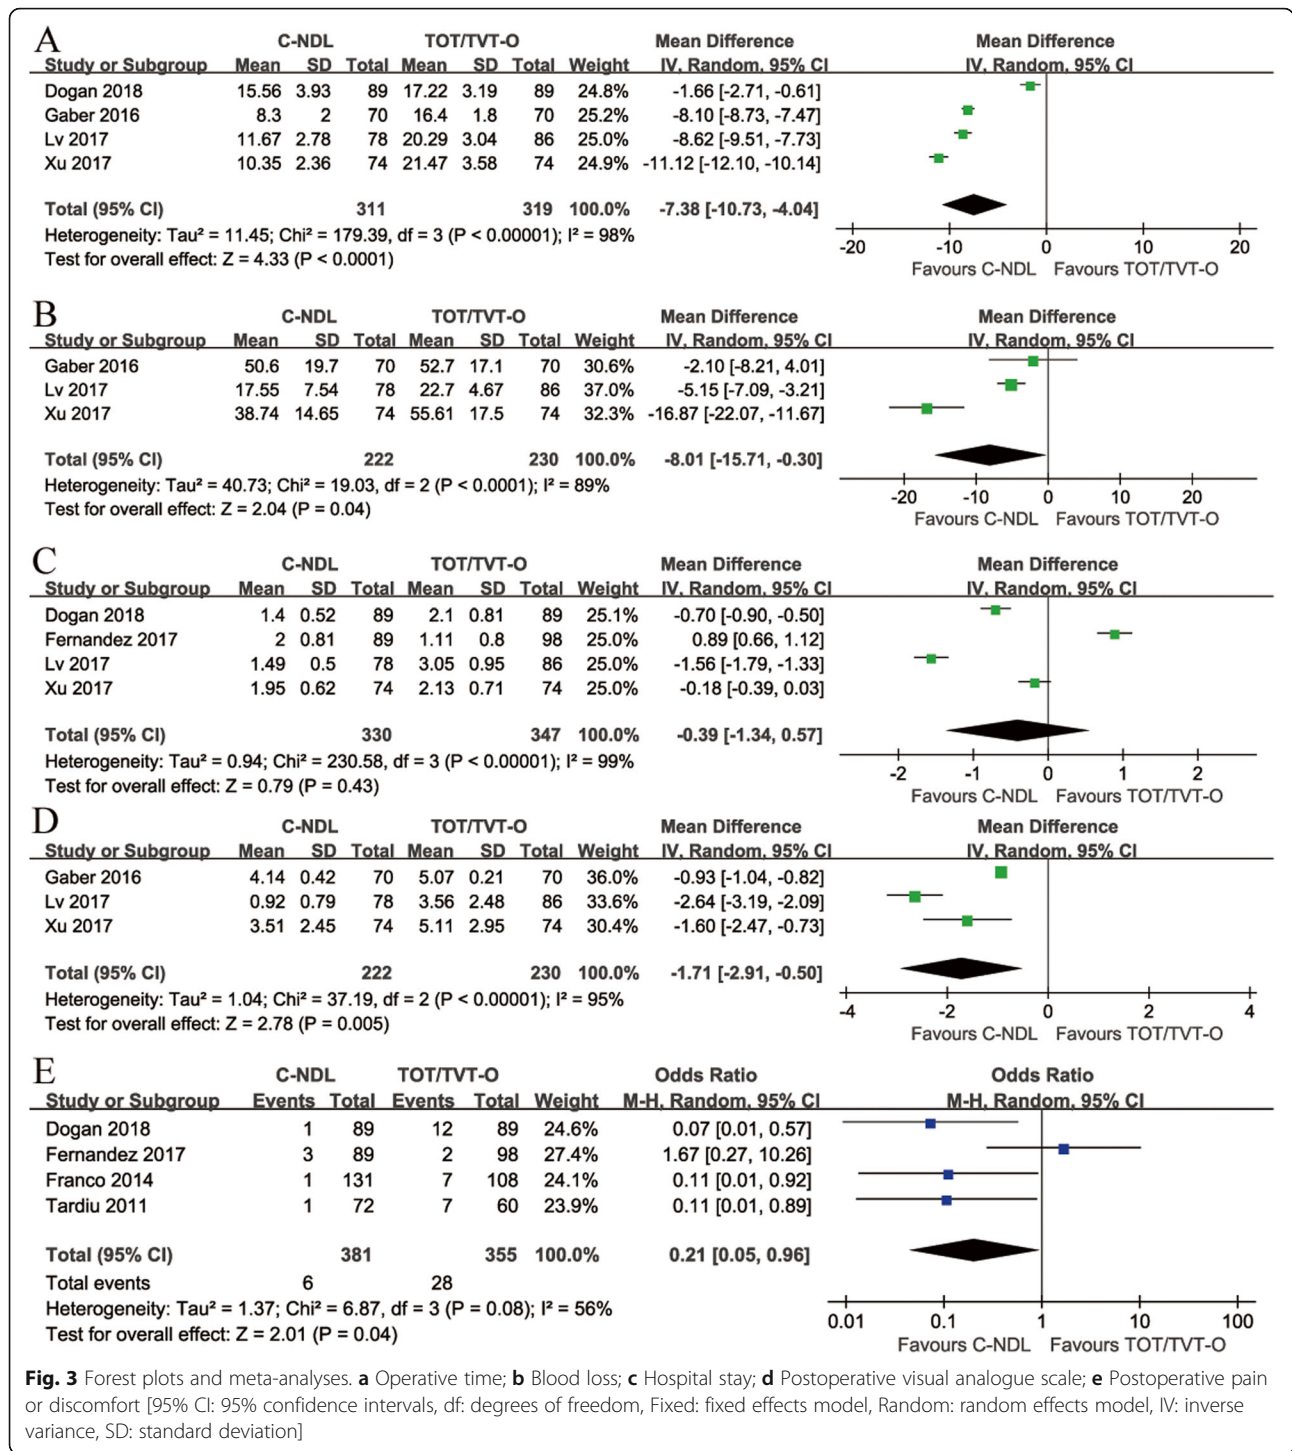 A
C-NDL TOT/TVT-O Mean Difference Mean Difference
Study or Subgroup Mean SD Total Mean SD Total Weight IV, Random, 95% CI IV, Random, 95% CI
Dogan 2018 15.56 3.93 89 17.22 3.19 89 24.8% -1.66 [-2.71, -0.61]
Gaber 2016 8.3 2 70 16.4 1.8 70 25.2% -8.10 [-8.73, -7.47]
Lv 2017 11.67 2.78 78 20.29 3.04 86 25.0% -8.62 [-9.51, -7.73]
Xu 2017 10.35 2.36 74 21.47 3.58 74 24.9% -11.12 [-12.10, -10.14]
Total (95% CI) 311 319 100.0% -7.38 [-10.73, -4.04]
Heterogeneity: Tau² = 11.45; Chi² = 179.39, df = 3 (P < 0.00001); I² = 98%
Test for overall effect: Z = 4.33 (P < 0.0001)
-20 -10 0 10 20
Favours C-NDL Favours TOT/TVT-O
B
C-NDL TOT/TVT-O Mean Difference Mean Difference
Study or Subgroup Mean SD Total Mean SD Total Weight IV, Random, 95% CI IV, Random, 95% CI
Gaber 2016 50.6 19.7 70 52.7 17.1 70 30.6% -2.10 [-8.21, 4.01]
Lv 2017 17.55 7.54 78 22.7 4.67 86 37.0% -5.15 [-7.09, -3.21]
Xu 2017 38.74 14.65 74 55.61 17.5 74 32.3% -16.87 [-22.07, -11.67]
Total (95% CI) 222 230 100.0% -8.01 [-15.71, -0.30]
Heterogeneity: Tau² = 40.73; Chi² = 19.03, df = 2 (P < 0.0001); I² = 89%
Test for overall effect: Z = 2.04 (P = 0.04)
-20 -10 0 10 20
Favours C-NDL Favours TOT/TVT-O
C
C-NDL TOT/TVT-O Mean Difference Mean Difference
Study or Subgroup Mean SD Total Mean SD Total Weight IV, Random, 95% CI IV, Random, 95% CI
Dogan 2018 1.4 0.52 89 2.1 0.81 89 25.1% -0.70 [-0.90, -0.50]
Fernandez 2017 2 0.81 89 1.11 0.8 98 25.0% 0.89 [0.66, 1.12]
Lv 2017 1.49 0.5 78 3.05 0.95 86 25.0% -1.56 [-1.79, -1.33]
Xu 2017 1.95 0.62 74 2.13 0.71 74 25.0% -0.18 [-0.39, 0.03]
Total (95% CI) 330 347 100.0% -0.39 [-1.34, 0.57]
Heterogeneity: Tau² = 0.94; Chi² = 230.58, df = 3 (P < 0.00001); I² = 99%
Test for overall effect: Z = 0.79 (P = 0.43)
-2 -1 0 1 2
Favours C-NDL Favours TOT/TVT-O
D
C-NDL TOT/TVT-O Mean Difference Mean Difference
Study or Subgroup Mean SD Total Mean SD Total Weight IV, Random, 95% CI IV, Random, 95% CI
Gaber 2016 4.14 0.42 70 5.07 0.21 70 36.0% -0.93 [-1.04, -0.82]
Lv 2017 0.92 0.79 78 3.56 2.48 86 33.6% -2.64 [-3.19, -2.09]
Xu 2017 3.51 2.45 74 5.11 2.95 74 30.4% -1.60 [-2.47, -0.73]
Total (95% CI) 222 230 100.0% -1.71 [-2.91, -0.50]
Heterogeneity: Tau² = 1.04; Chi² = 37.19, df = 2 (P < 0.00001); I² = 95%
Test for overall effect: Z = 2.78 (P = 0.005)
-4 -2 0 2 4
Favours C-NDL Favours TOT/TVT-O
E
C-NDL TOT/TVT-O Odds Ratio Odds Ratio
Study or Subgroup Events Total Events Total Weight M-H, Random, 95% CI M-H, Random, 95% CI
Dogan 2018 1 89 12 89 24.6% 0.07 [0.01, 0.57]
Fernandez 2017 3 89 2 98 27.4% 1.67 [0.27, 10.26]
Franco 2014 1 131 7 108 24.1% 0.11 [0.01, 0.92]
Tardiu 2011 1 72 7 60 23.9% 0.11 [0.01, 0.89]
Total (95% CI) 381 355 100.0% 0.21 [0.05, 0.96]
Total events 6 28
Heterogeneity: Tau² = 1.37; Chi² = 6.87, df = 3 (P = 0.08); I² = 56%
Test for overall effect: Z = 2.01 (P = 0.04)
0.01 0.1 1 10 100
Favours C-NDL Favours TOT/TVT-O
Fig. 3 Forest plots and meta-analyses. a Operative time; b Blood loss; c Hospital stay; d Postoperative visual analogue scale; e Postoperative pain
or discomfort [95% CI: 95% confidence intervals, df: degrees of freedom, Fixed: fixed effects model, Random: random effects model, IV: inverse
variance, SD: standard deviation]